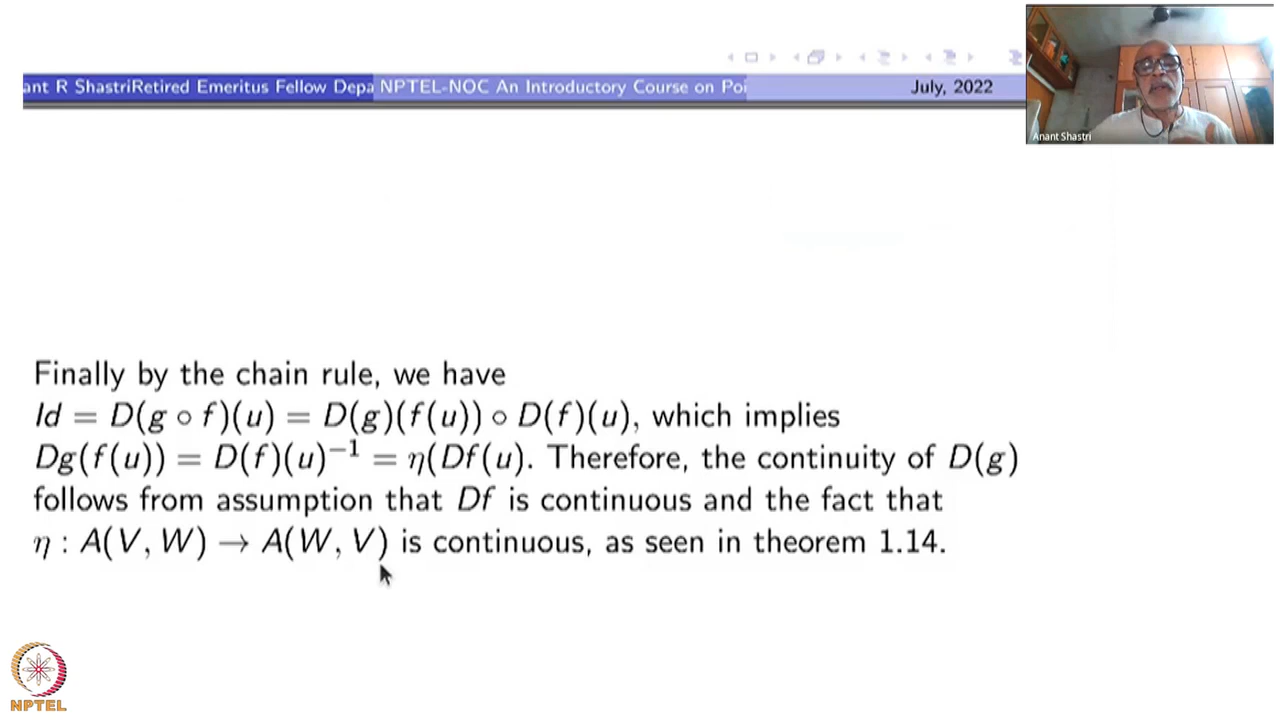 ant R ShastriRetired Emeritus Fellow Depa NPTEL-NOC An Introductory Course on Poi July, 2022
Anant Shastri
Finally by the chain rule, we have
Id = D(g ∘ f)(u) = D(g)(f(u)) ∘ D(f)(u), which implies
Dg(f(u)) = D(f)(u)⁻¹ = η(Df(u). Therefore, the continuity of D(g)
follows from assumption that Df is continuous and the fact that
η : A(V, W) → A(W, V) is continuous, as seen in theorem 1.14.
NPTEL